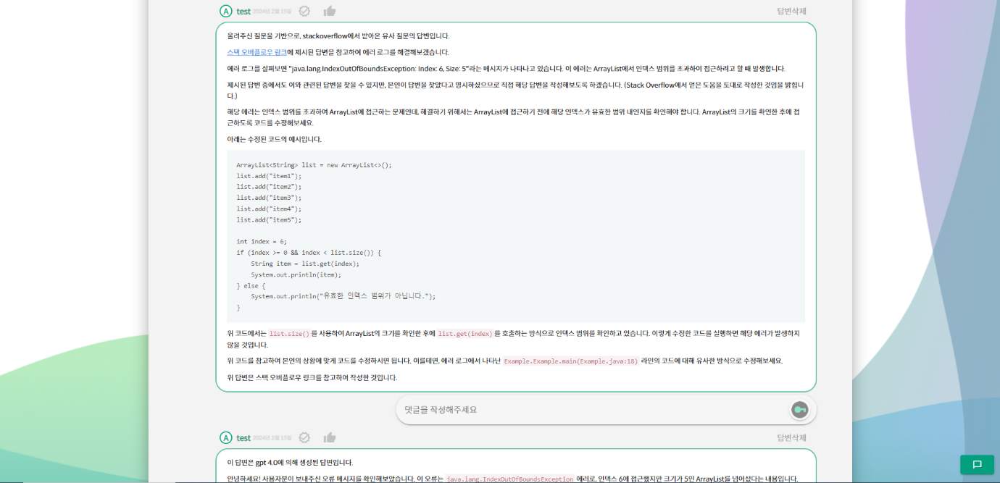 A test 2024년 2월 15일 답변삭제
올려주신 질문을 기반으로, stackoverflow에서 받아온 유사 질문의 답변입니다.
스택 오버플로우 링크에 제시된 답변을 참고하여 에러 로그를 해결해보겠습니다.
에러 로그를 살펴보면 "java.lang.IndexOutOfBoundsException: Index: 6, Size: 5"라는 메시지가 나타나고 있습니다. 이 에러는 ArrayList에서 인덱스 범위를 초과하여 접근하려고 할 때 발생합니다.
제시된 답변 중에서도 이와 관련된 답변을 찾을 수 있지만, 본인이 답변을 찾았다고 명시하셨으므로 직접 해당 답변을 작성해보도록 하겠습니다. (Stack Overflow에서 얻은 도움을 토대로 작성한 것임을 밝힙니
다.)
해당 에러는 인덱스 범위를 초과하여 ArrayList에 접근하는 문제인데, 해결하기 위해서는 ArrayList에 접근하기 전에 해당 인덱스가 유효한 범위 내인지를 확인해야 합니다. ArrayList의 크기를 확인한 후에 접
근하도록 코드를 수정해보세요.
아래는 수정된 코드의 예시입니다.
ArrayList<String> list = new ArrayList<>();
list.add("item1");
list.add("item2");
list.add("item3");
list.add("item4");
list.add("item5");
int index = 6;
if (index >= 0 && index < list.size()) {
String item = list.get(index);
System.out.println(item);
} else {
System.out.println("유효한 인덱스 범위가 아닙니다.");
}
위 코드에서는 list.size() 를 사용하여 ArrayList의 크기를 확인한 후에 list.get(index) 를 호출하는 방식으로 인덱스 범위를 확인하고 있습니다. 이렇게 수정한 코드를 실행하면 해당 에러가 발생하지
않을 것입니다.
위 코드를 참고하여 본인의 상황에 맞게 코드를 수정하시면 됩니다. 이를테면, 에러 로그에서 나타난 Example.Example.main(Example.java:18) 라인의 코드에 대해 유사한 방식으로 수정해보세요.
위 답변은 스택 오버플로우 링크를 참고하여 작성한 것입니다.
댓글을 작성해주세요
A test 2024년 2월 15일 답변삭제
이 답변은 gpt 4.0에 의해 생성된 답변입니다.
안녕하세요! 사용자분이 보내주신 오류 메시지를 확인해보았습니다. 이 오류는 java.lang.IndexOutOfBoundsException 에러로, 인덱스 6에 접근했지만 크기가 5인 ArrayList를 넘어섰다는 내용입니다.